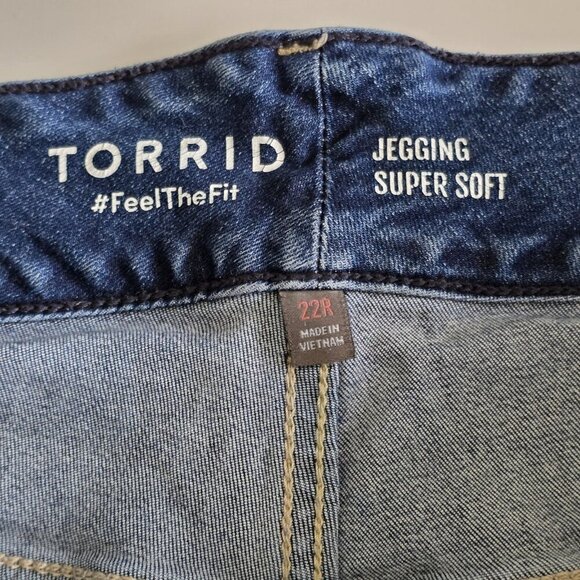 TORRID
#FeelTheFit
JEGGING
SUPER SOFT
22R
MADE IN
VIETNAM